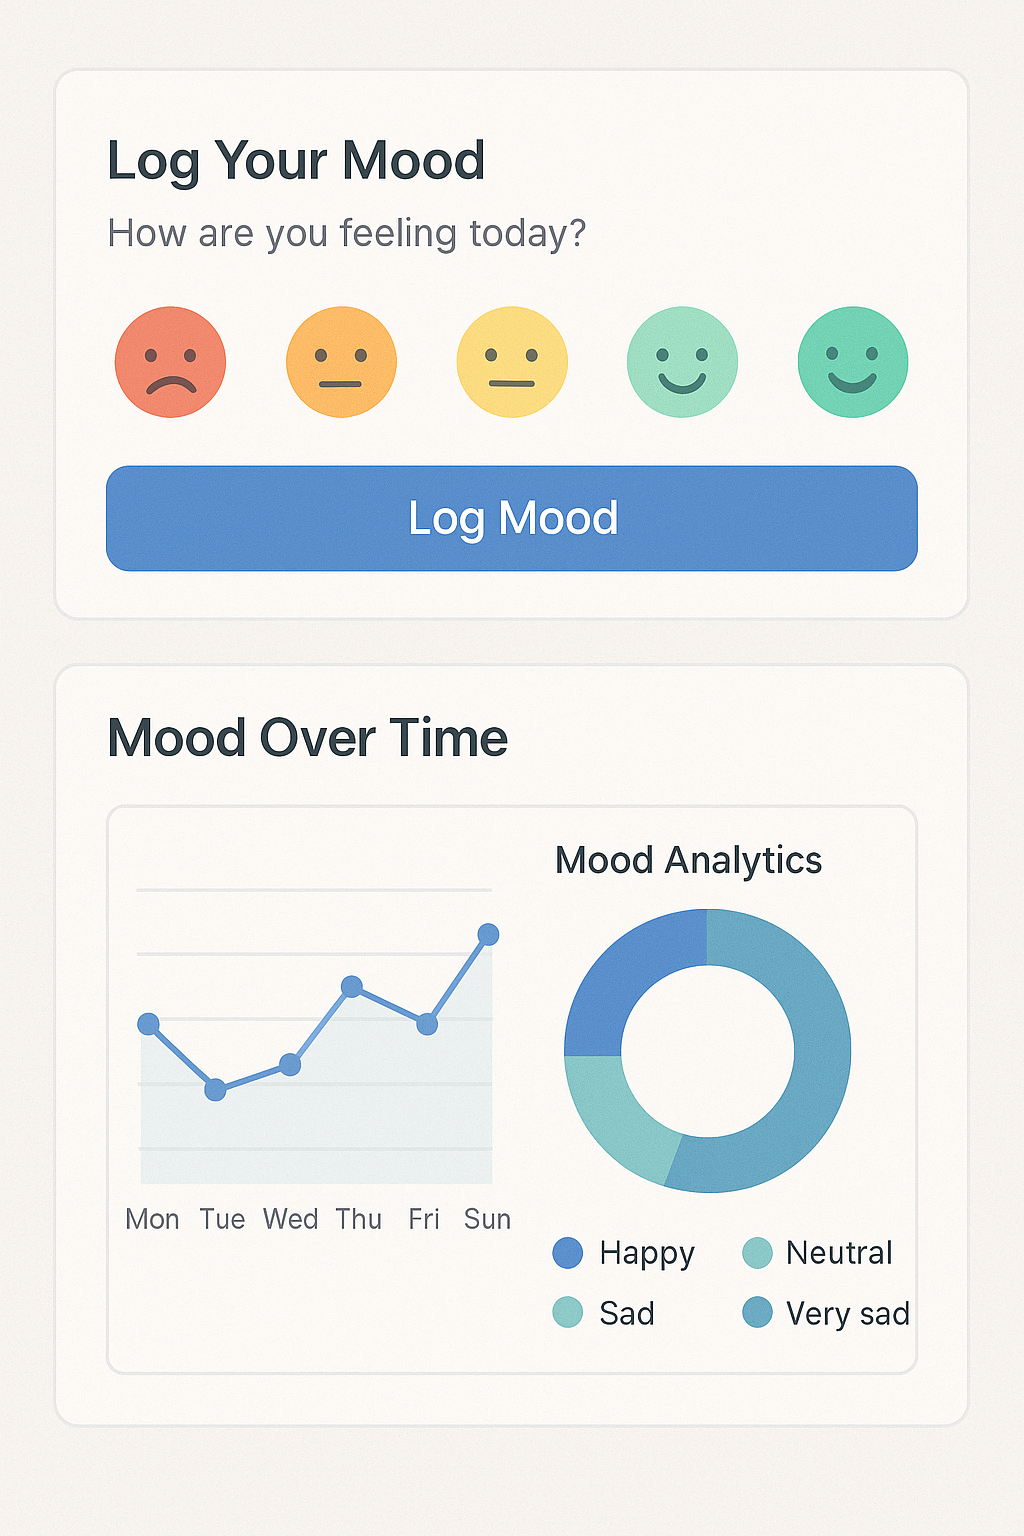 Log Your Mood
How are you feeling today?
Log Mood
Mood Over Time
Mon Tue Wed Thu Fri Sun
Mood Analytics
Happy Neutral
Sad Very sad